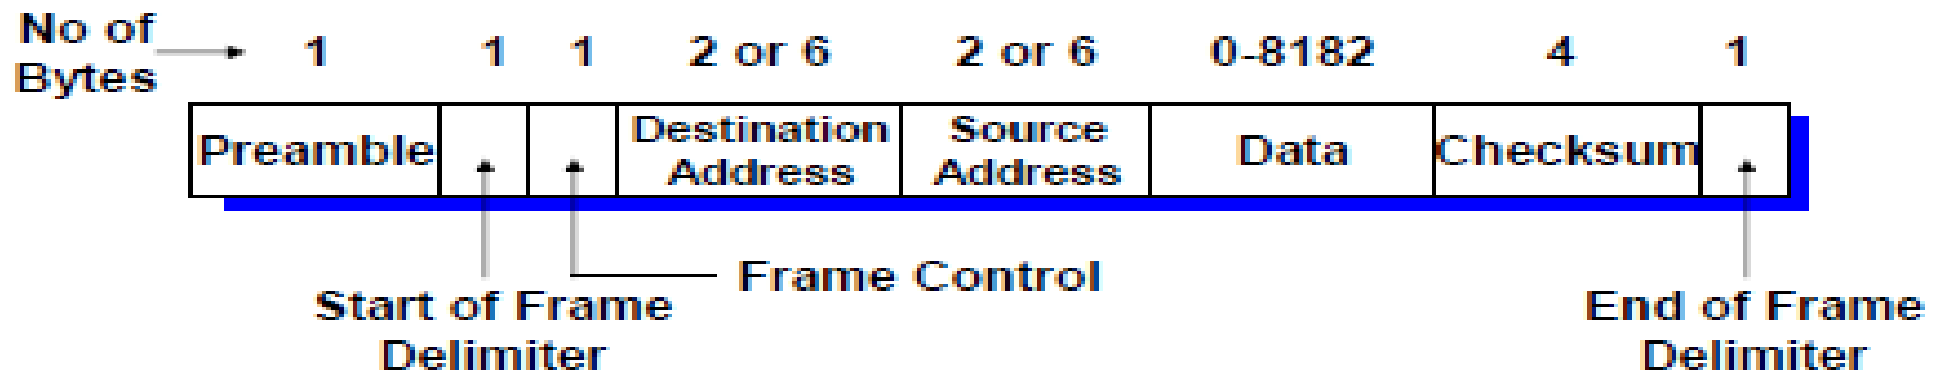 No of
Bytes
1 1 1 2 or 6 2 or 6 0-8182 4 1
Preamble
Destination
Address
Source
Address
Data
Checksum
Frame Control
Start of Frame
Delimiter
End of Frame
Delimiter